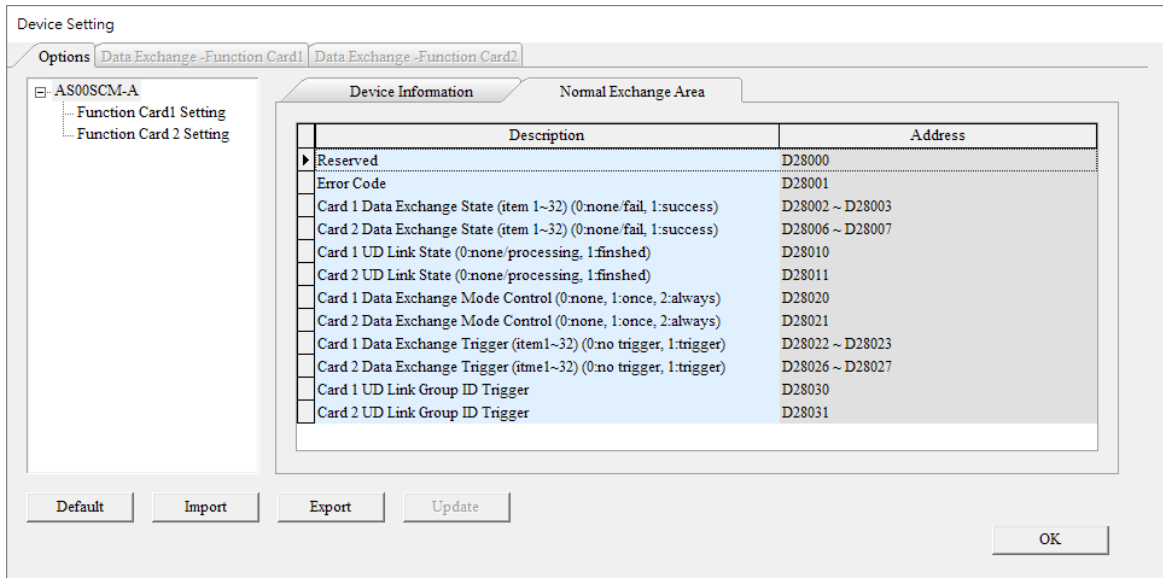 Device Setting
Options Data Exchange -Function Card1 Data Exchange -Function Card2
AS00SCM-A
Function Card1 Setting
Function Card 2 Setting
Device Information Normal Exchange Area
Description Address
Reserved D28000
Error Code D28001
Card 1 Data Exchange State (item 1~32) (0:none/fail, 1:success) D28002 ~ D28003
Card 2 Data Exchange State (item 1~32) (0:none/fail, 1:success) D28006 ~ D28007
Card 1 UD Link State (0:none/processing, 1:finshed) D28010
Card 2 UD Link State (0:none/processing, 1:finshed) D28011
Card 1 Data Exchange Mode Control (0:none, 1:once, 2:always) D28020
Card 2 Data Exchange Mode Control (0:none, 1:once, 2:always) D28021
Card 1 Data Exchange Trigger (item1~32) (0:no trigger, 1:trigger) D28022 ~ D28023
Card 2 Data Exchange Trigger (itme1~32) (0:no trigger, 1:trigger) D28026 ~ D28027
Card 1 UD Link Group ID Trigger D28030
Card 2 UD Link Group ID Trigger D28031
Default Import Export Update
OK